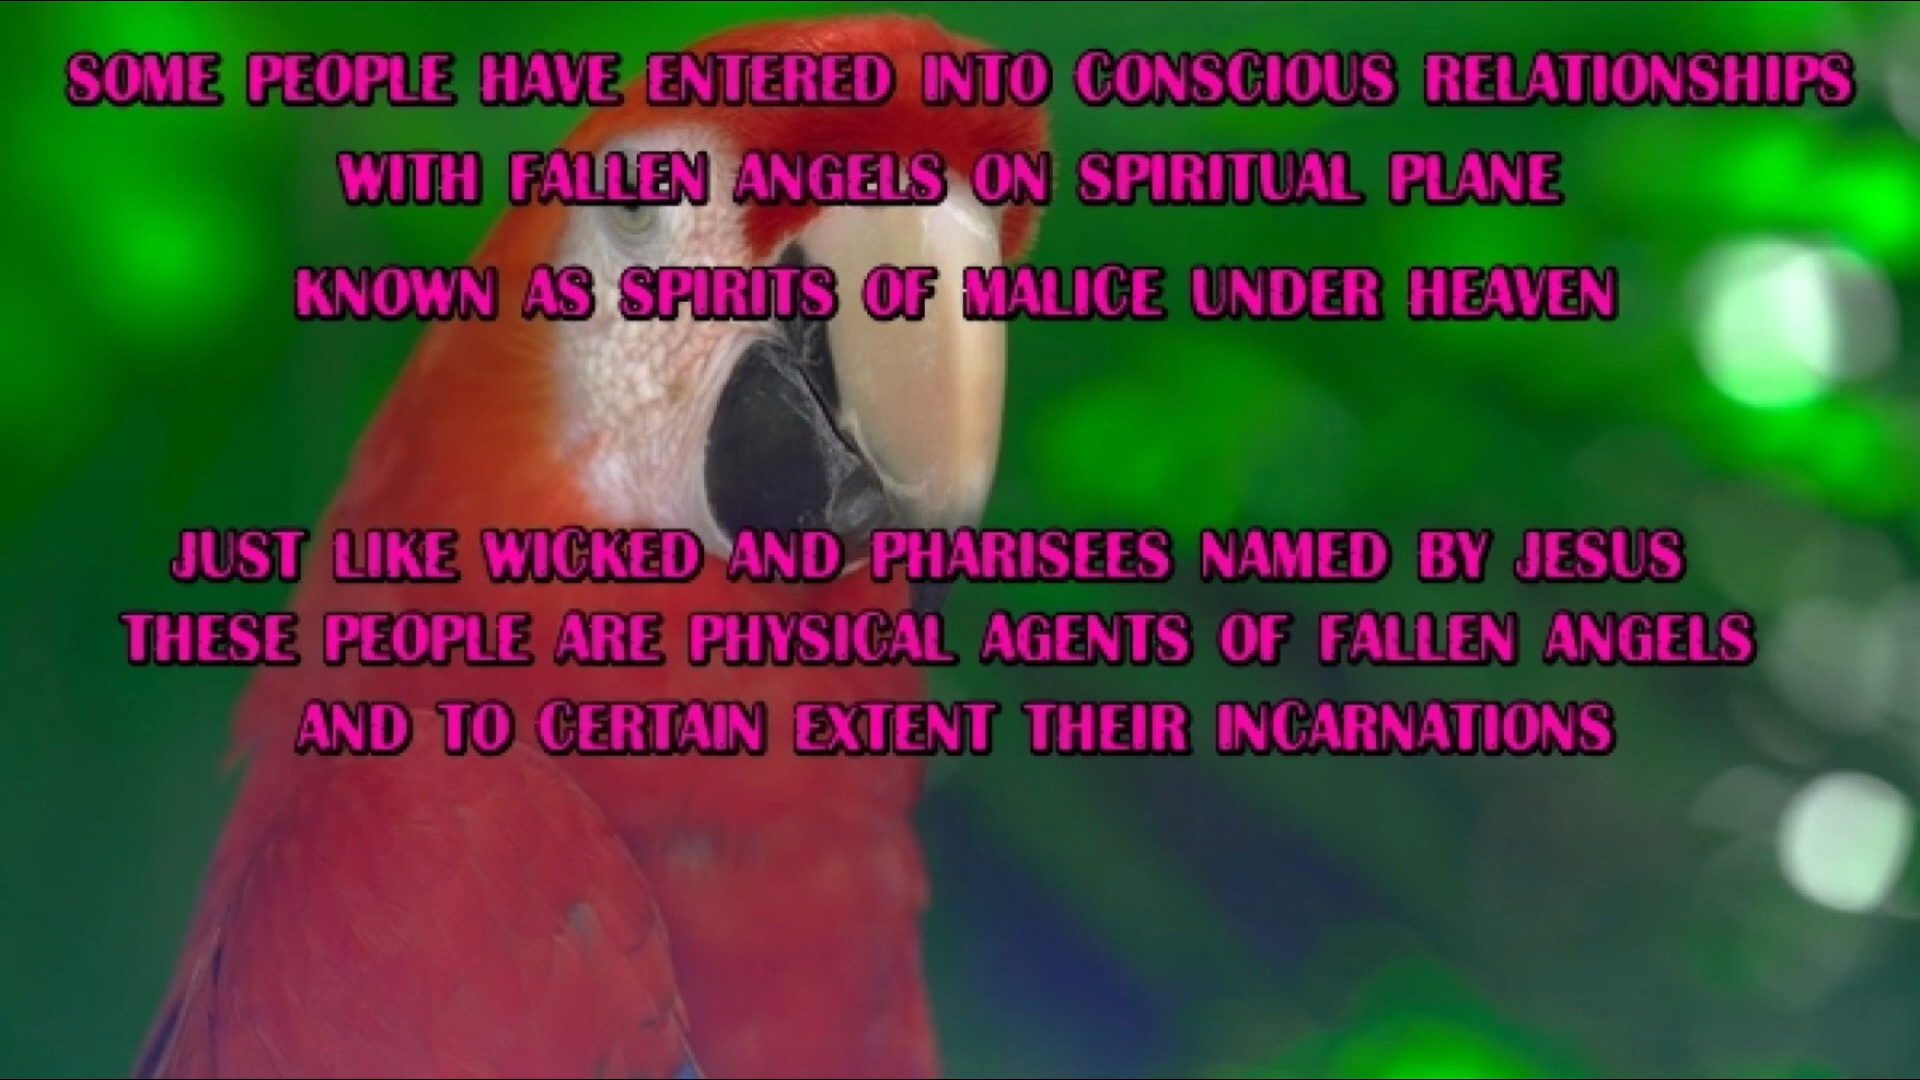 SOME PEOPLE HAVE ENTERED INTO CONSCIOUS RELATIONSHIPS
WITH FALLEN ANGELS ON SPIRITUAL PLANE
KNOWN AS SPIRITS OF MALICE UNDER HEAVEN
JUST LIKE WICKED AND PHARISEES NAMED BY JESUS
THESE PEOPLE ARE PHYSICAL AGENTS OF FALLEN ANGELS
AND TO CERTAIN EXTENT THEIR INCARNATIONS